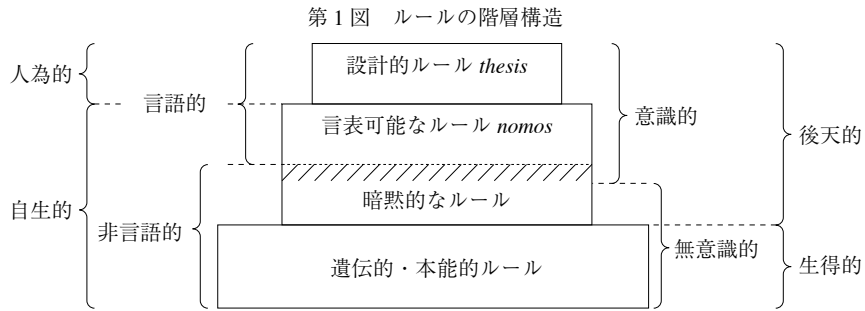 第1図 ルールの階層構造
人為的
言語的
設計的ルール thesis
言表可能なルール nomos
意識的
後天的
自生的
非言語的
暗黙的なルール
無意識的
遺伝的・本能的ルール
生得的